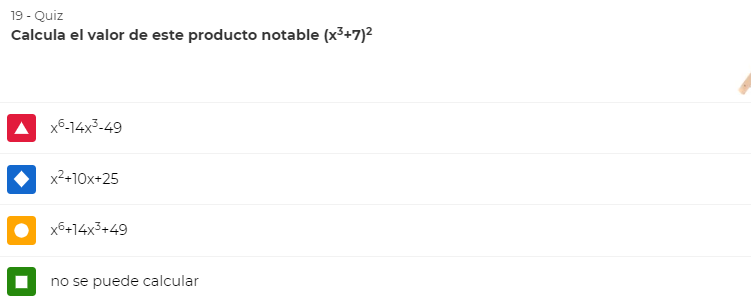 19 - Quiz
Calcula el valor de este producto notable (x³+7)²
x⁶-14x³-49
x²+10x+25
x⁶+14x³+49
no se puede calcular